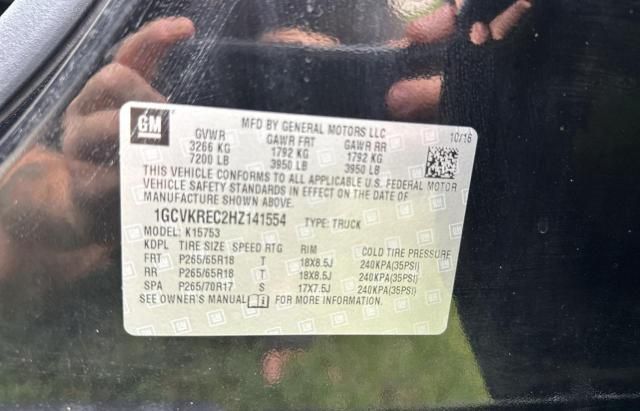 GM
MFD BY GENERAL MOTORS LLC
10/16
GVWR GAWR FRT GAWR RR
3266 KG 1792 KG 1792 KG
7200 LB 3950 LB 3950 LB
THIS VEHICLE CONFORMS TO ALL APPLICABLE U.S. FEDERAL MOTOR
VEHICLE SAFETY STANDARDS IN EFFECT ON THE DATE OF
MANUFACTURE SHOWN ABOVE.
1GCVKREC2HZ141554 TYPE: TRUCK
MODEL: K15753
KDPL TIRE SIZE SPEED RTG RIM COLD TIRE PRESSURE
FRT P265/65R18 T 18X8.5J 240KPA(35PSI)
RR P265/65R18 T 18X8.5J 240KPA(35PSI)
SPA P265/70R17 S 17X7.5J 240KPA(35PSI)
SEE OWNER'S MANUAL FOR MORE INFORMATION.